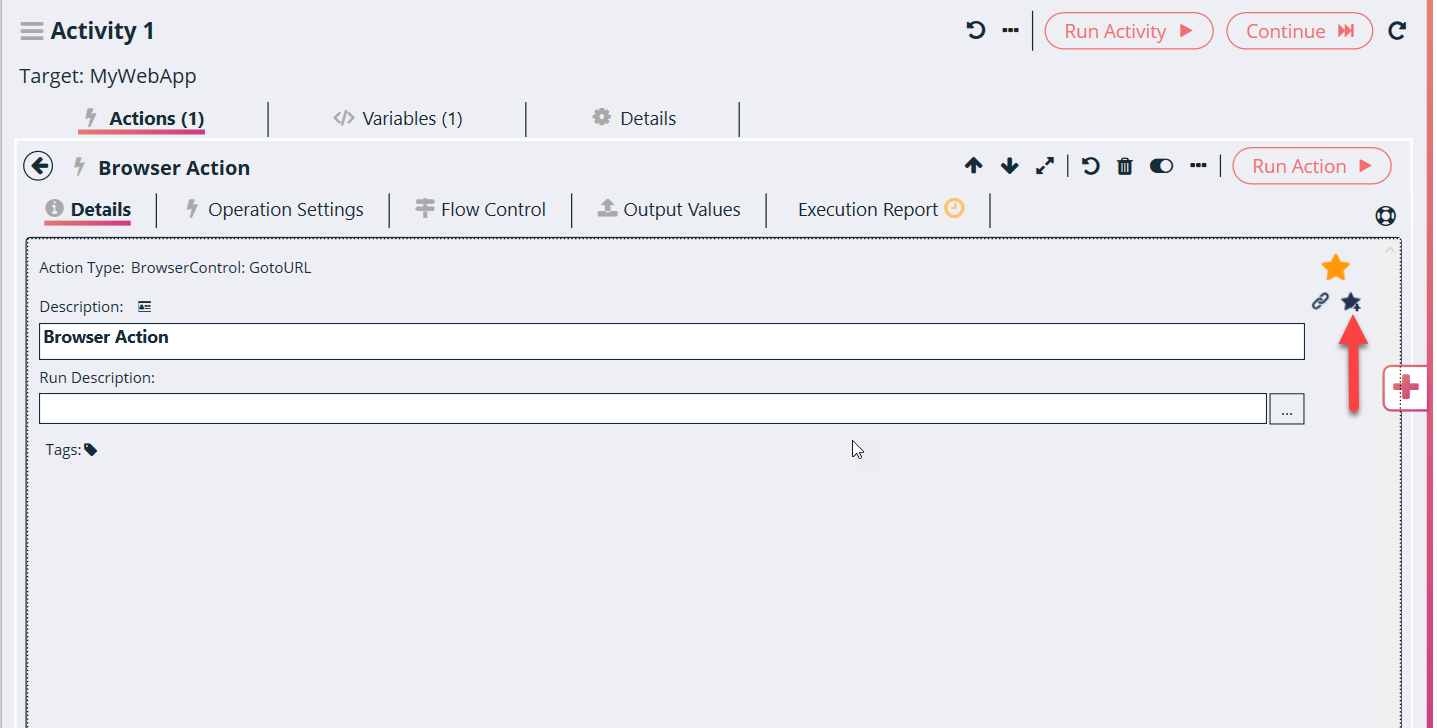 Activity 1
Run Activity
Continue
Target: MyWebApp
Actions (1)
</> Variables (1)
Details
Browser Action
Run Action
Details
Operation Settings
Flow Control
Output Values
Execution Report
Action Type: BrowserControl: GotoURL
Description:
Browser Action
Run Description:
...
Tags: